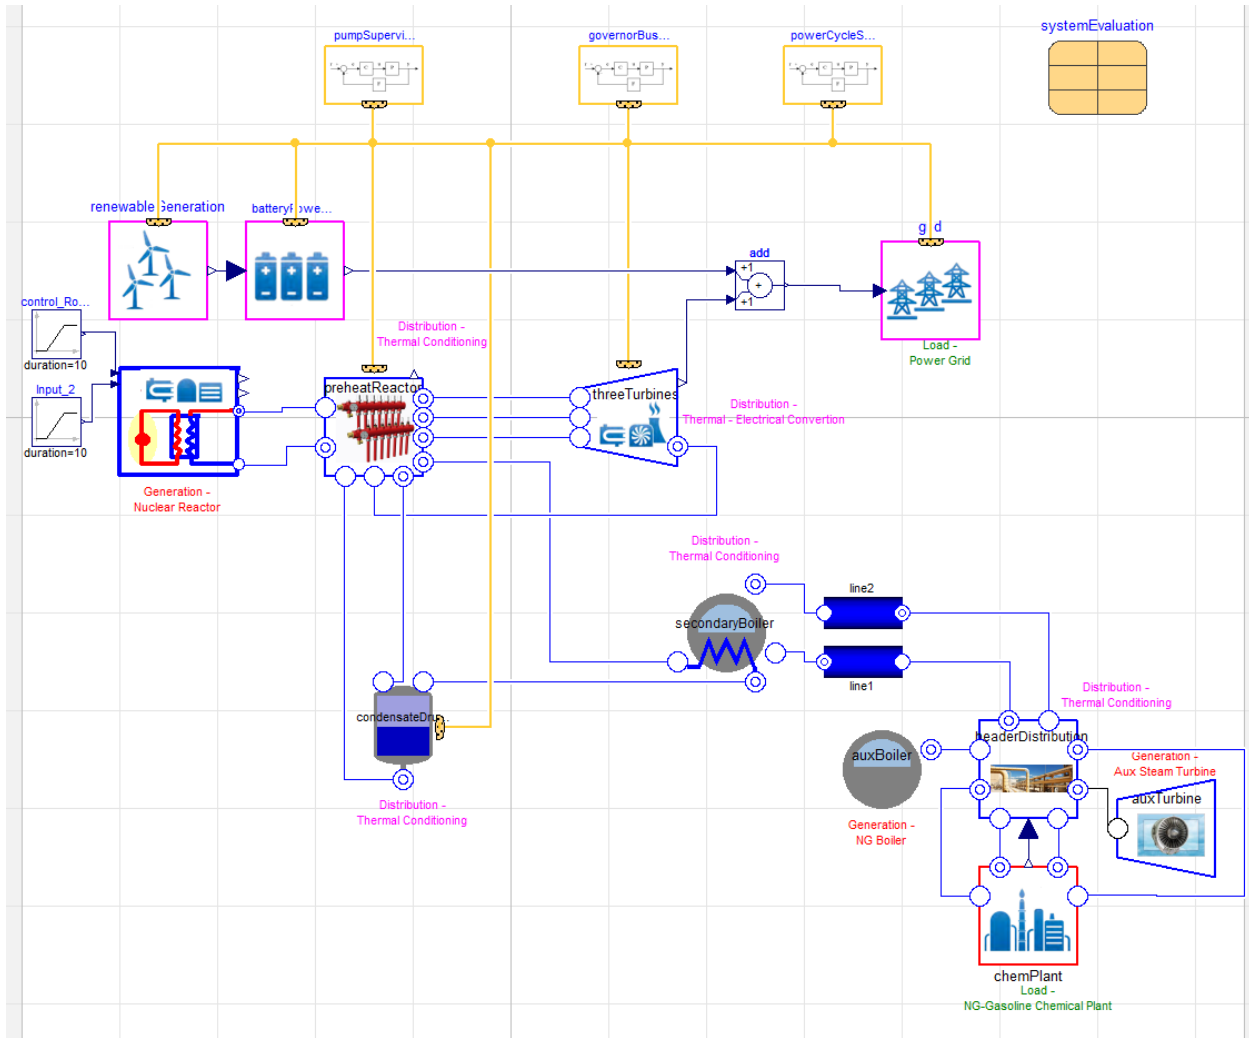 systemEvaluation
pumpSupervi...
governorBus...
powerCycleS...
renewableGeneration
batteryPowe...
grid
add
+1
+
+1
control_Ro...
duration=10
Input_2
duration=10
Distribution -
Thermal Conditioning
Load -
Power Grid
preheatReactor
threeTurbines
Distribution -
Thermal - Electrical Convertion
Generation -
Nuclear Reactor
Distribution -
Thermal Conditioning
line2
secondaryBoiler
line1
Distribution -
Thermal Conditioning
condensateDru...
headerDistribution
auxBoiler
Generation -
Aux Steam Turbine
auxTurbine
Distribution -
Thermal Conditioning
Generation -
NG Boiler
chemPlant
Load -
NG-Gasoline Chemical Plant